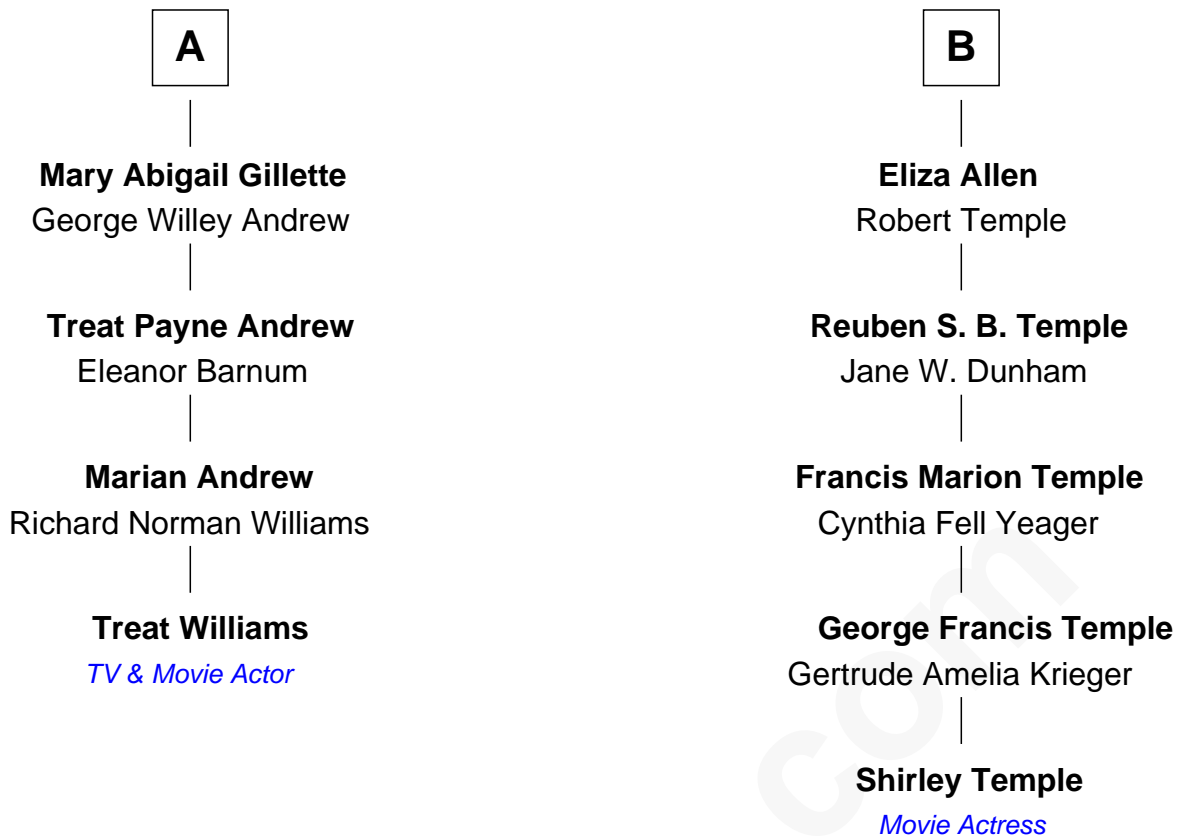 A
Mary Abigail Gillette
George Willey Andrew
Treat Payne Andrew
Eleanor Barnum
Marian Andrew
Richard Norman Williams
Treat Williams
TV & Movie Actor
B
Eliza Allen
Robert Temple
Reuben S. B. Temple
Jane W. Dunham
Francis Marion Temple
Cynthia Fell Yeager
George Francis Temple
Gertrude Amelia Krieger
Shirley Temple
Movie Actress
com